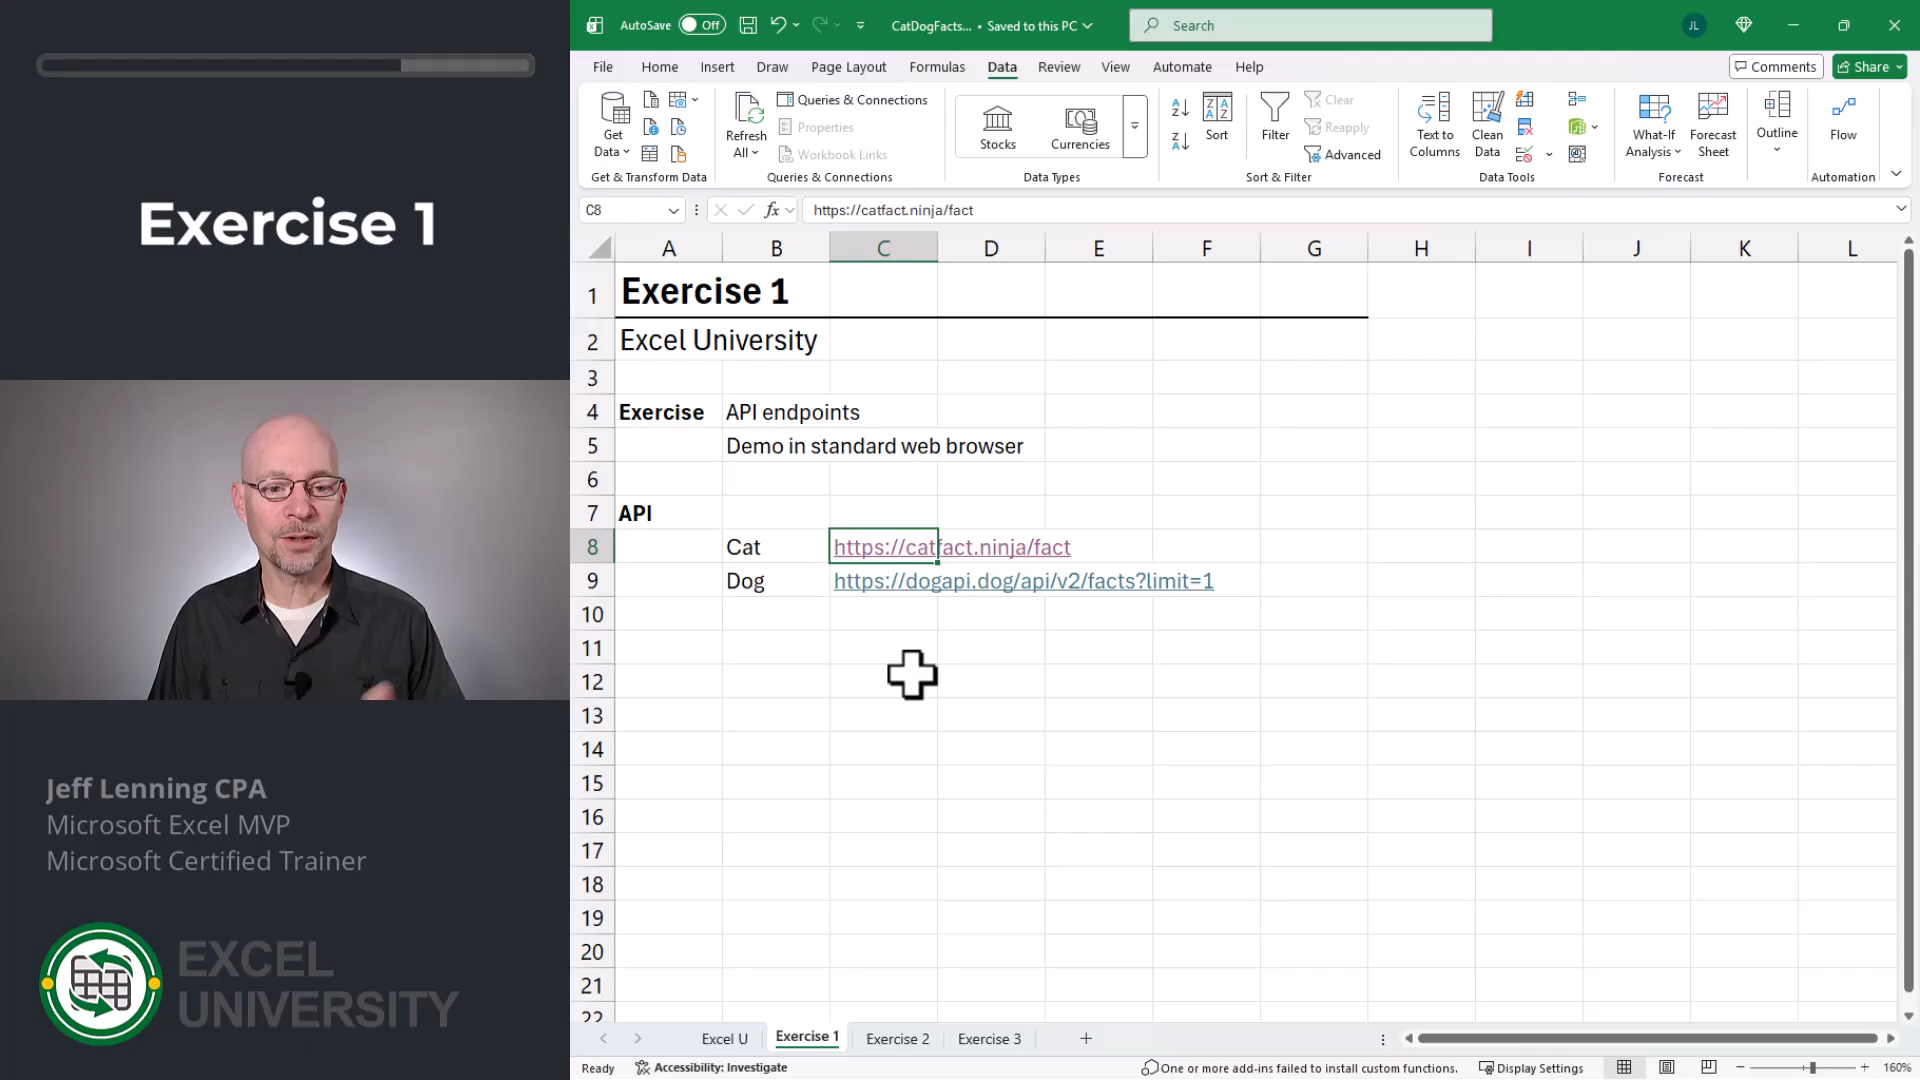 Exercise 1
Jeff Lenning CPA
Microsoft Excel MVP
Microsoft Certified Trainer
EXCEL
UNIVERSITY
AutoSave Off CatDogFacts... • Saved to this PC Search JL
File Home Insert Draw Page Layout Formulas Data Review View Automate Help Comments Share
Get Data
Refresh All
Queries & Connections
Properties
Workbook Links
Stocks
Currencies
Sort
Filter
Clear
Reapply
Advanced
Text to Columns
Clean Data
What-If Analysis
Forecast Sheet
Outline
Flow
Get & Transform Data Queries & Connections Data Types Sort & Filter Data Tools Forecast Automation
C8 fx https://catfact.ninja/fact
A B C D E F G H I J K L
1 Exercise 1
2 Excel University
3
4 Exercise API endpoints
5 Demo in standard web browser
6
7 API
8 Cat https://catfact.ninja/fact
9 Dog https://dogapi.dog/api/v2/facts?limit=1
10
11
12
13
14
15
16
17
18
19
20
21
22
Excel U Exercise 1 Exercise 2 Exercise 3
Ready Accessibility: Investigate One or more add-ins failed to install custom functions. Display Settings 160%